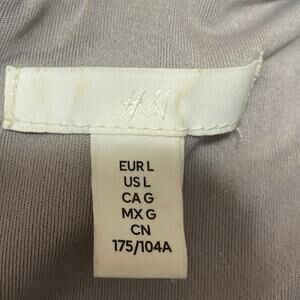 H&M
EUR L
US L
CA G
MX G
CN
175/104A